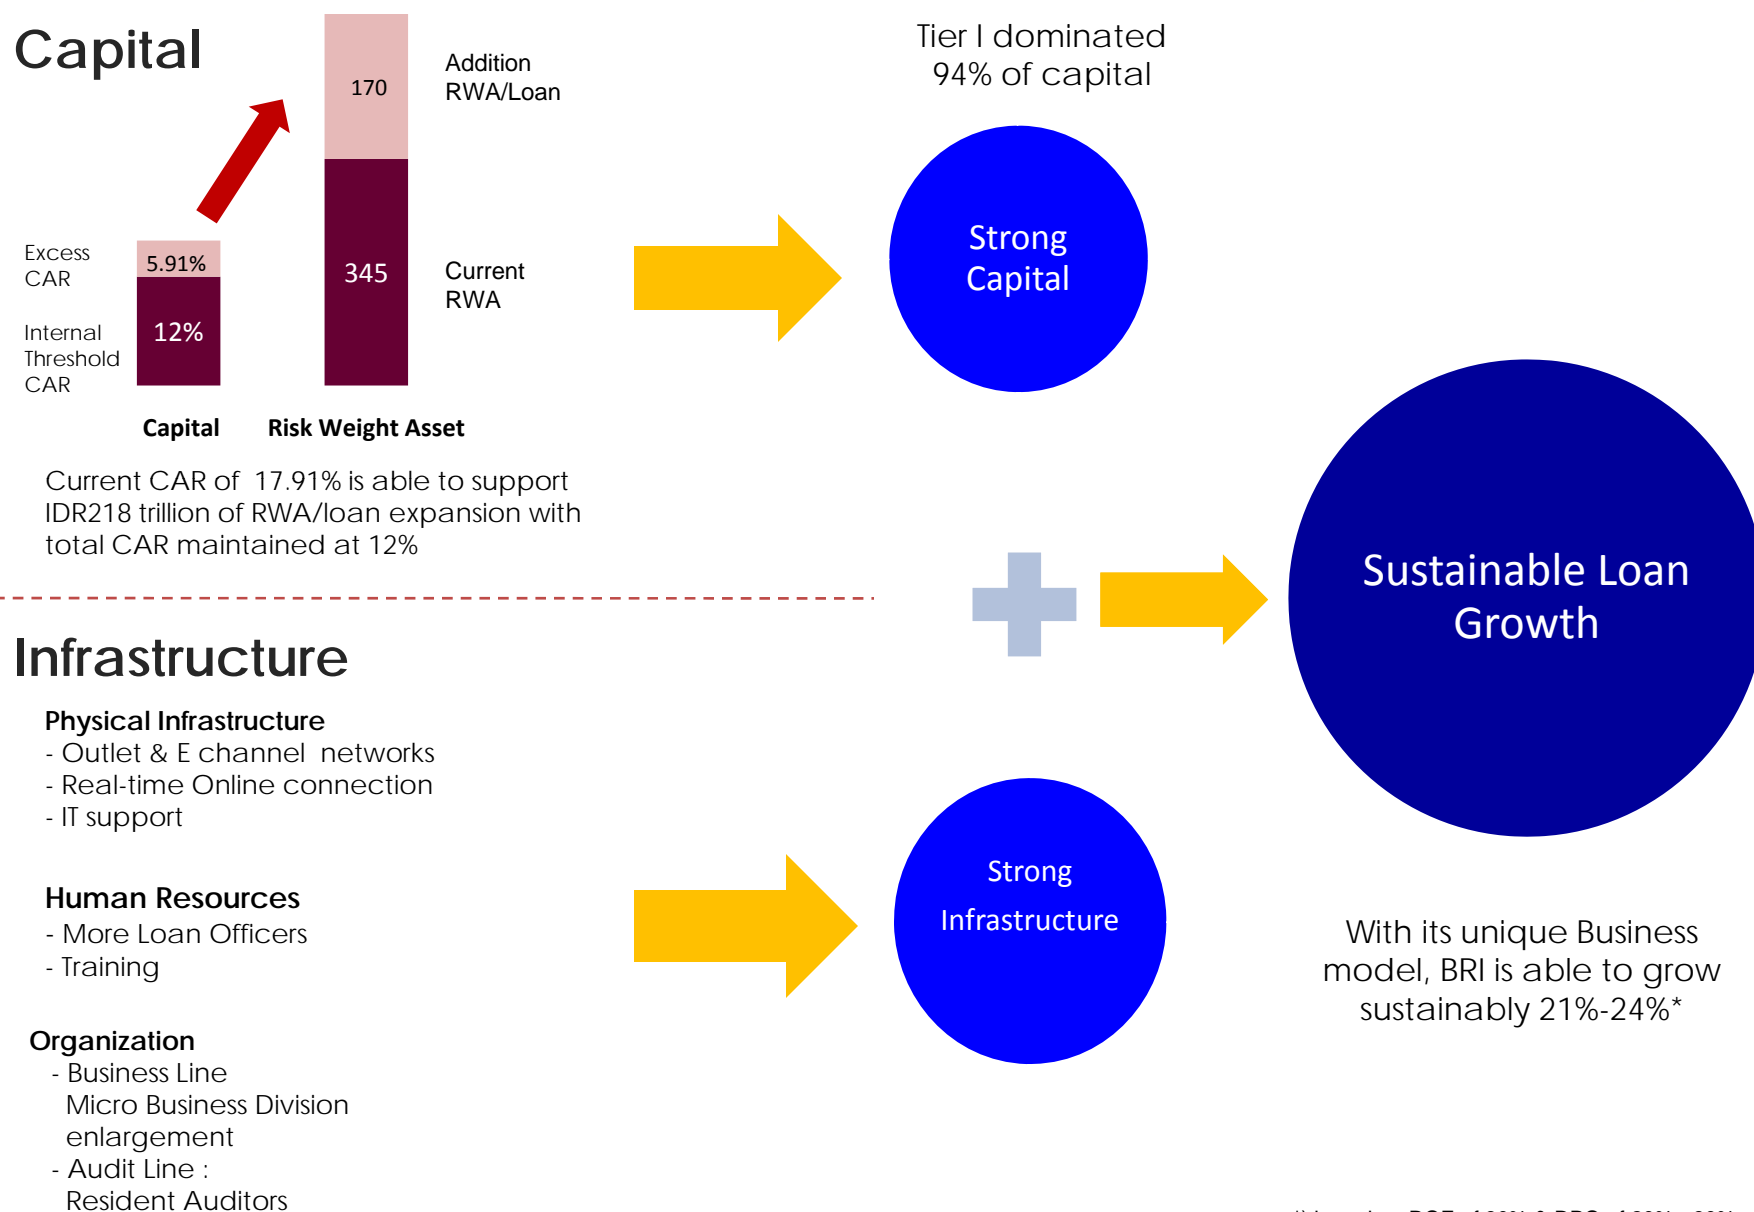 Capital
170
Addition
RWA/Loan
Excess
CAR
5.91%
345
Current
RWA
Internal
Threshold
CAR
12%
Capital
Risk Weight Asset
Current CAR of 17.91% is able to support
IDR218 trillion of RWA/loan expansion with
total CAR maintained at 12%
Tier I dominated
94% of capital
Strong
Capital
Infrastructure
Physical Infrastructure
- Outlet & E channel networks
- Real-time Online connection
- IT support
Human Resources
- More Loan Officers
- Training
Organization
- Business Line
Micro Business Division
enlargement
- Audit Line :
Resident Auditors
Strong
Infrastructure
Sustainable Loan
Growth
With its unique Business
model, BRI is able to grow
sustainably 21%-24%*